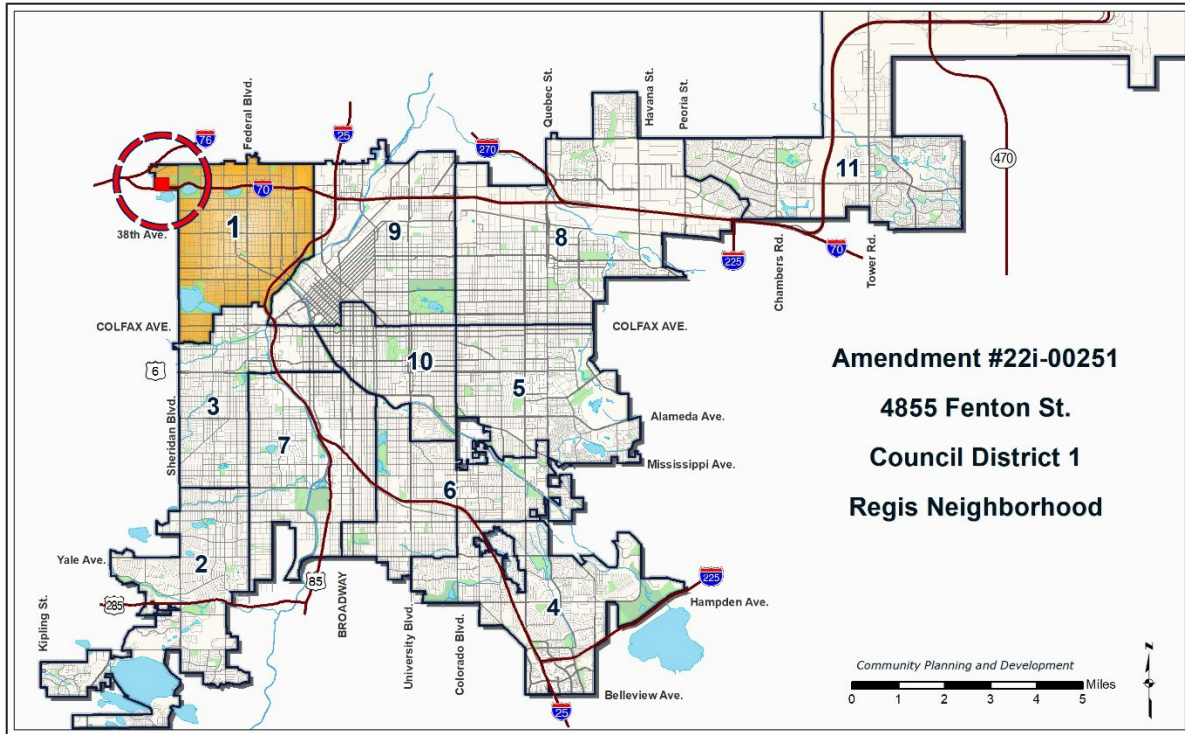 Federal Blvd.
Quebec St.
Havana St.
Peoria St.
76
25
270
470
11
70
1
9
8
38th Ave.
225
70
Chambers Rd.
Tower Rd.
COLFAX AVE.
COLFAX AVE.
6
10
5
3
Sheridan Blvd.
7
Alameda Ave.
Mississippi Ave.
6
Yale Ave.
2
85
BROADWAY
285
University Blvd.
Colorado Blvd.
4
225
Hampden Ave.
Kipling St.
Belleview Ave.
25
Amendment #22i-00251
4855 Fenton St.
Council District 1
Regis Neighborhood
N
Community Planning and Development
0 1 2 3 4 5 Miles